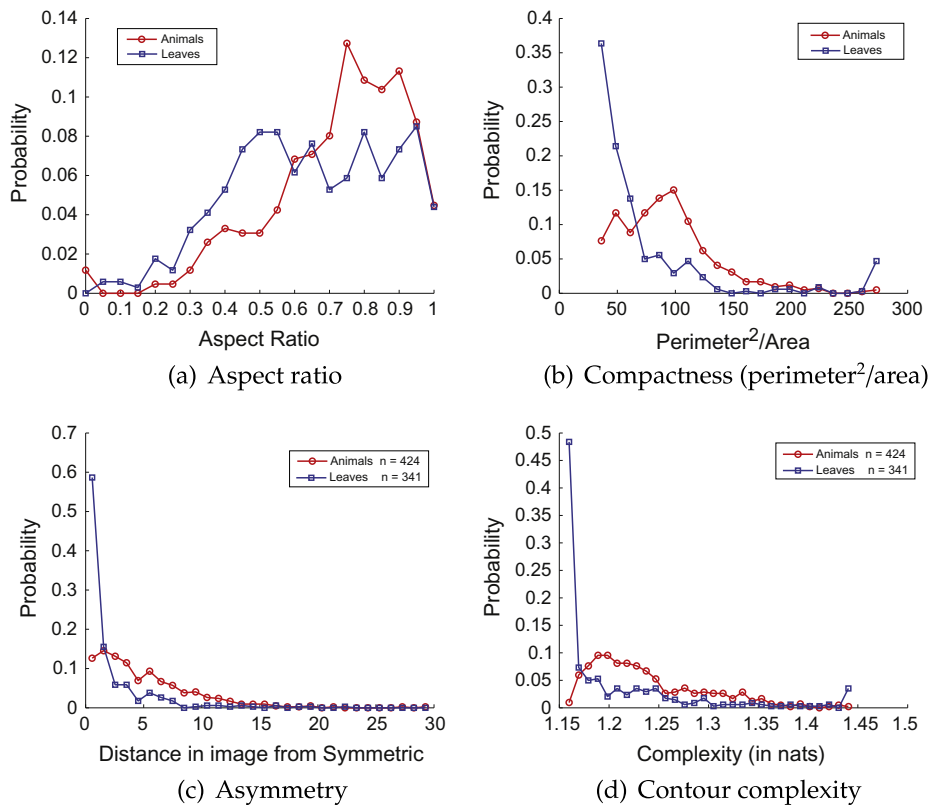 0.14
0.12
0.1
0.08
0.06
0.04
0.02
0
Probability
Animals
Leaves
0 0.1 0.2 0.3 0.4 0.5 0.6 0.7 0.8 0.9 1
Aspect Ratio
(a) Aspect ratio
0.4
0.35
0.3
0.25
0.2
0.15
0.1
0.05
0
Probability
Animals
Leaves
0 50 100 150 200 250 300
Perimeter²/Area
(b) Compactness (perimeter²/area)
0.7
0.6
0.5
0.4
0.3
0.2
0.1
0
Probability
Animals n = 424
Leaves n = 341
0 5 10 15 20 25 30
Distance in image from Symmetric
(c) Asymmetry
0.5
0.45
0.4
0.35
0.3
0.25
0.2
0.15
0.1
0.05
0
Probability
Animals n = 424
Leaves n = 341
1.15 1.2 1.25 1.3 1.35 1.4 1.45 1.5
Complexity (in nats)
(d) Contour complexity